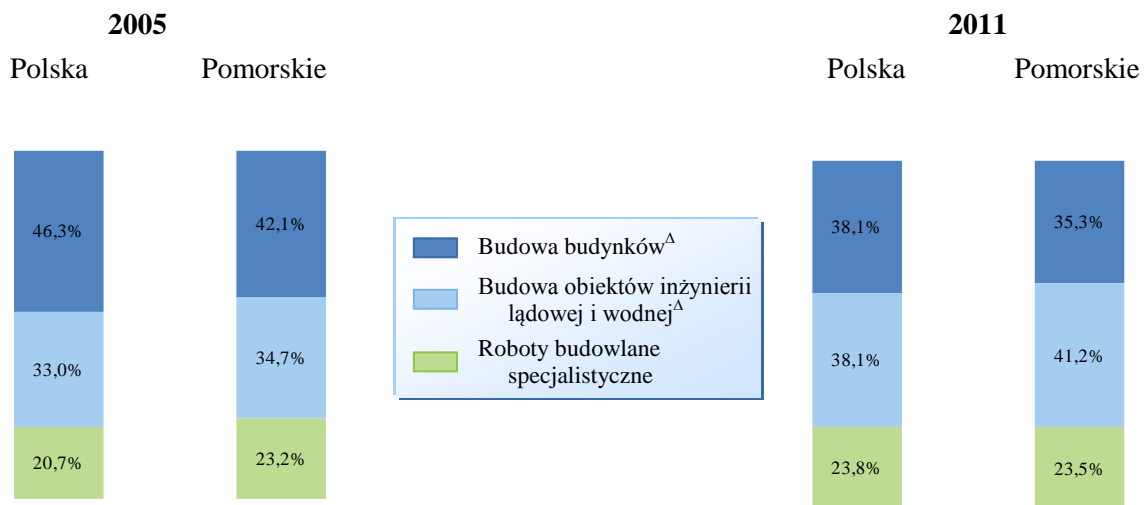 2005
2011
Polska
Pomorskie
Polska
Pomorskie
46,3%
33,0%
20,7%
42,1%
34,7%
23,2%
Budowa budynków^Δ
Budowa obiektów inżynierii
lądowej i wodnej^Δ
Roboty budowlane
specjalistyczne
38,1%
38,1%
23,8%
35,3%
41,2%
23,5%